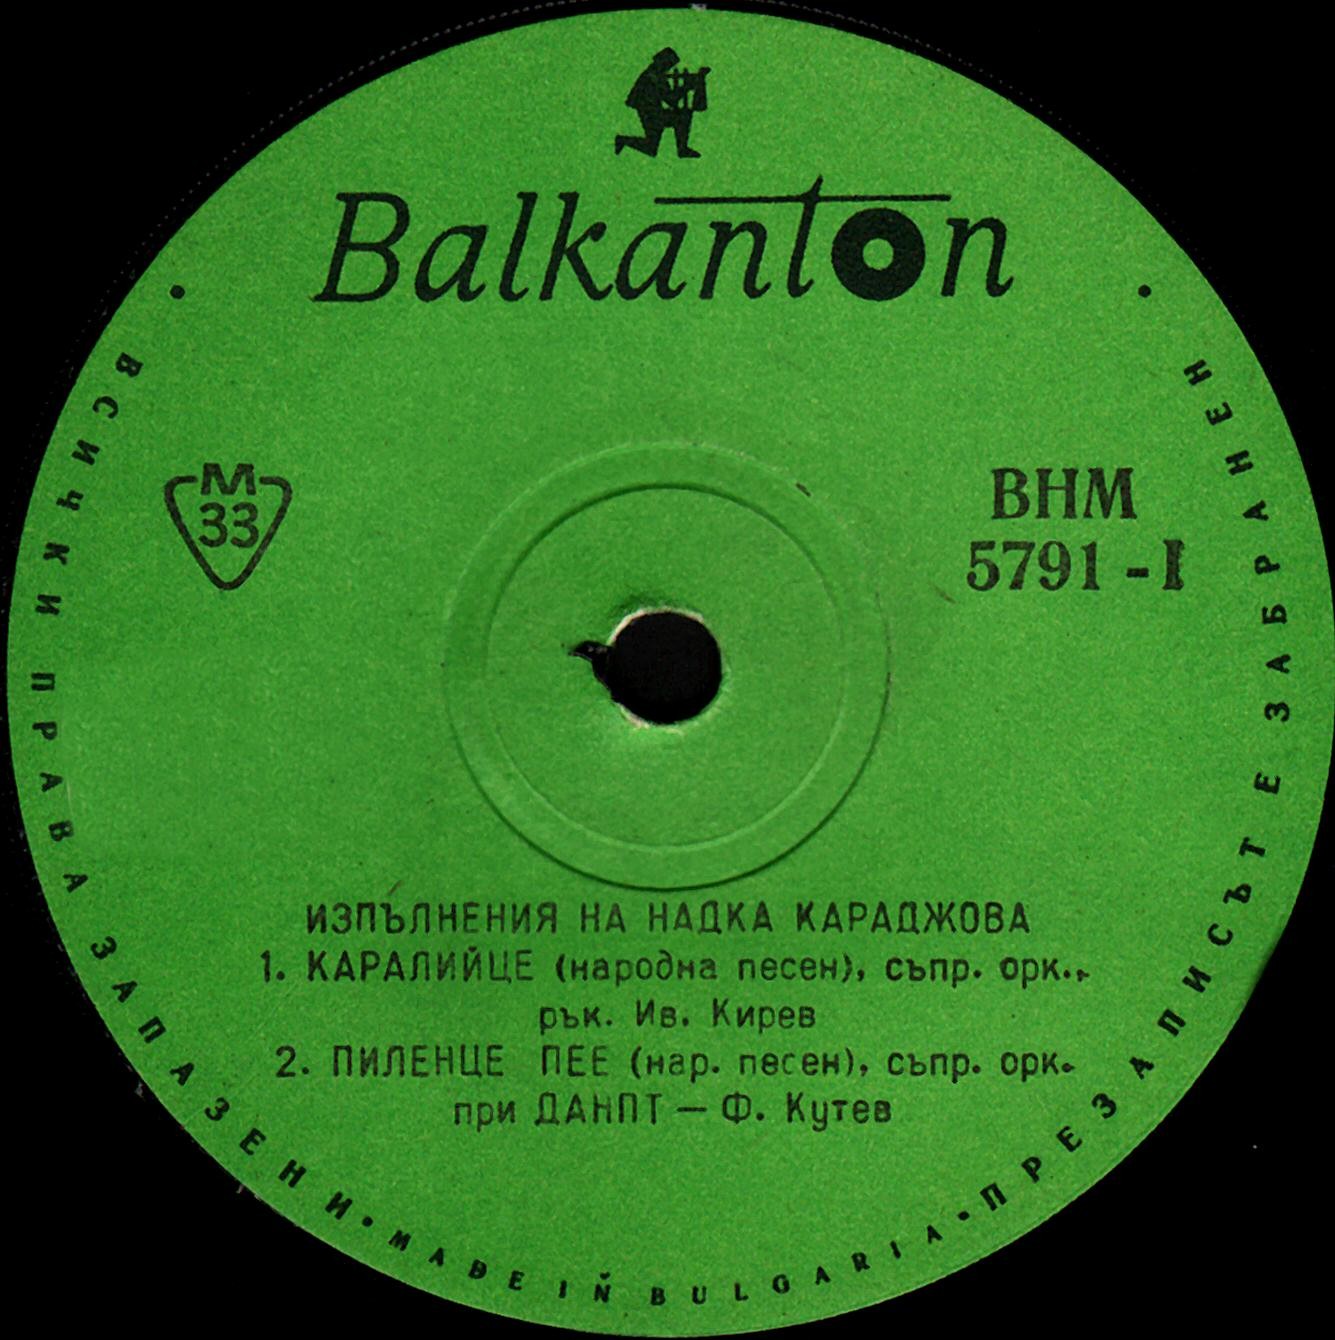 Balkanton
М
33
ВНМ
5791 - I
ИЗПЪЛНЕНИЯ НА НАДКА КАРАДЖОВА
1. КАРАЛИЙЦЕ (народна песен), съпр. орк.,
рък. Ив. Кирев
2. ПИЛЕНЦЕ ПЕЕ (нар. песен), съпр. орк.
при ДАНПТ — Ф. Кутев
• ВСИЧКИ ПРАВА ЗАПАЗЕНИ • MADE IN BULGARIA • ПРЕЗАПИСЪТ Е ЗАБРАНЕН •